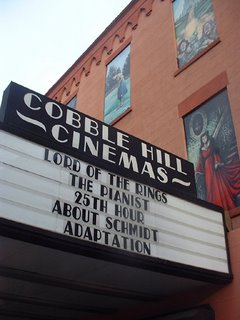 COBBLE HILL
CINEMAS
LORD OF THE RINGS
THE PIANIST
25TH HOUR
ABOUT SCHMIDT
ADAPTATION